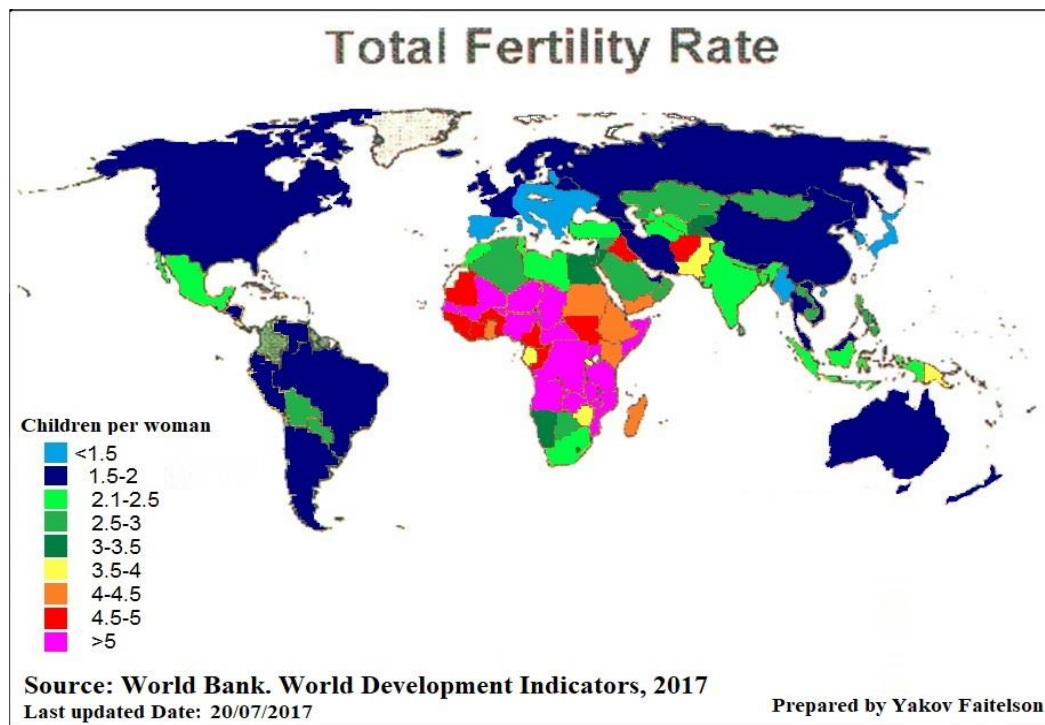 Total Fertility Rate
Children per woman
<1.5
1.5-2
2.1-2.5
2.5-3
3-3.5
3.5-4
4-4.5
4.5-5
>5
Source: World Bank. World Development Indicators, 2017
Last updated Date: 20/07/2017
Prepared by Yakov Faitelson